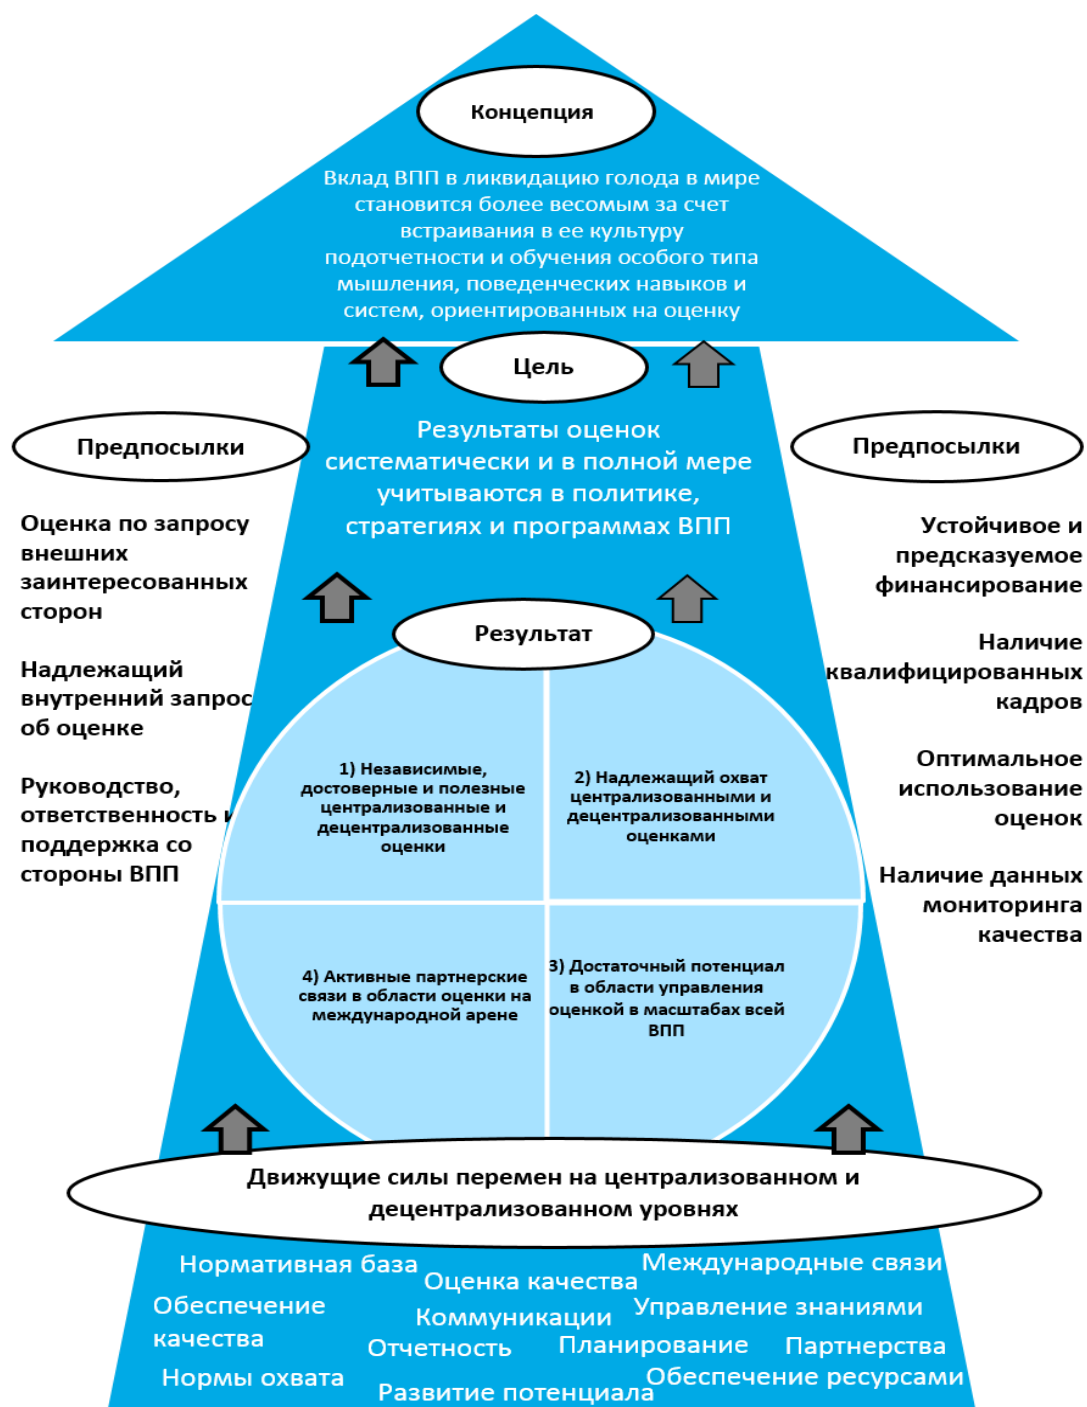 Концепция
Вклад ВПП в ликвидацию голода в мире
становится более весомым за счет
встраивания в ее культуру
подотчетности и обучения особого типа
мышления, поведенческих навыков и
систем, ориентированных на оценку
Цель
Результаты оценок
систематически и в полной мере
учитываются в политике,
стратегиях и программах ВПП
Предпосылки
Оценка по запросу
внешних
заинтересованных
сторон
Надлежащий
внутренний запрос
об оценке
Руководство,
ответственность и
поддержка со
стороны ВПП
Предпосылки
Устойчивое и
предсказуемое
финансирование
Наличие
квалифицированных
кадров
Оптимальное
использование
оценок
Наличие данных
мониторинга
качества
Результат
1) Независимые,
достоверные и полезные
централизованные и
децентрализованные
оценки
2) Надлежащий охват
централизованными и
децентрализованными
оценками
4) Активные партнерские
связи в области оценки на
международной арене
3) Достаточный потенциал
в области управления
оценкой в масштабах всей
ВПП
Движущие силы перемен на централизованном и
децентрализованном уровнях
Нормативная база
Оценка качества
Международные связи
Обеспечение
качества
Коммуникации
Управление знаниями
Отчетность
Планирование
Партнерства
Нормы охвата
Развитие потенциала
Обеспечение ресурсами